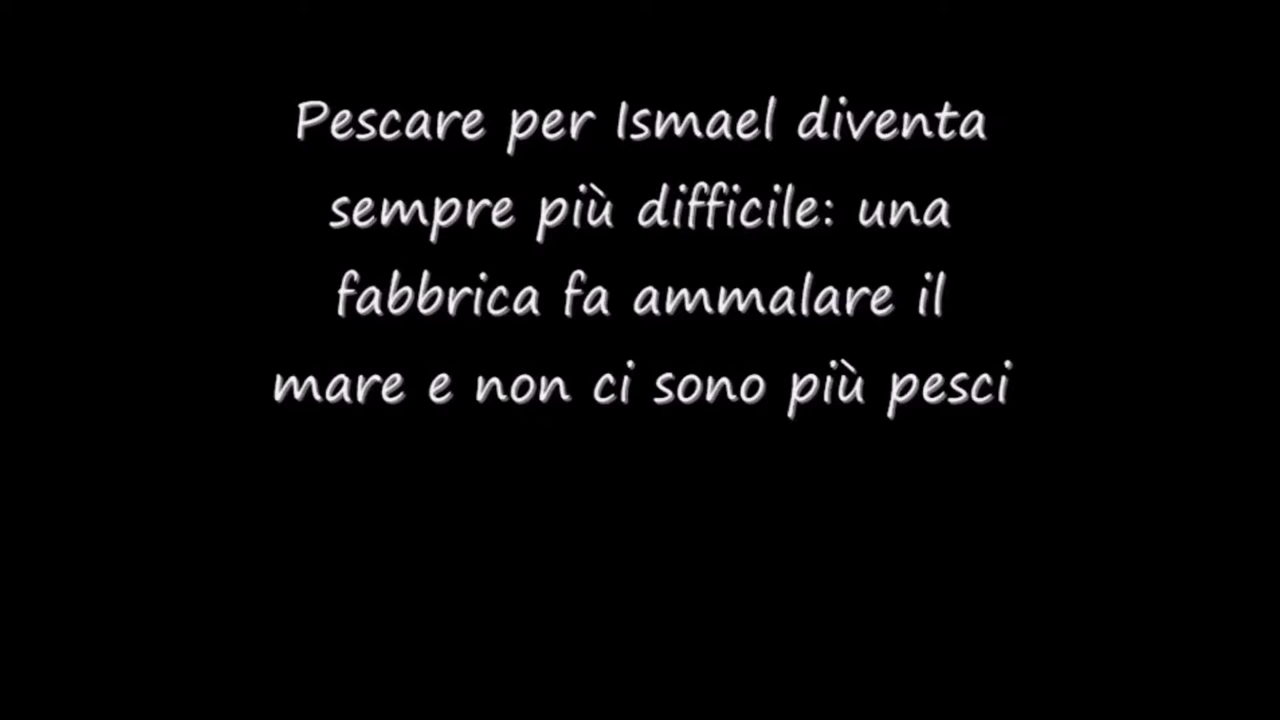 Pescare per Ismael diventa
sempre più difficile: una
fabbrica fa ammalare il
mare e non ci sono più pesci